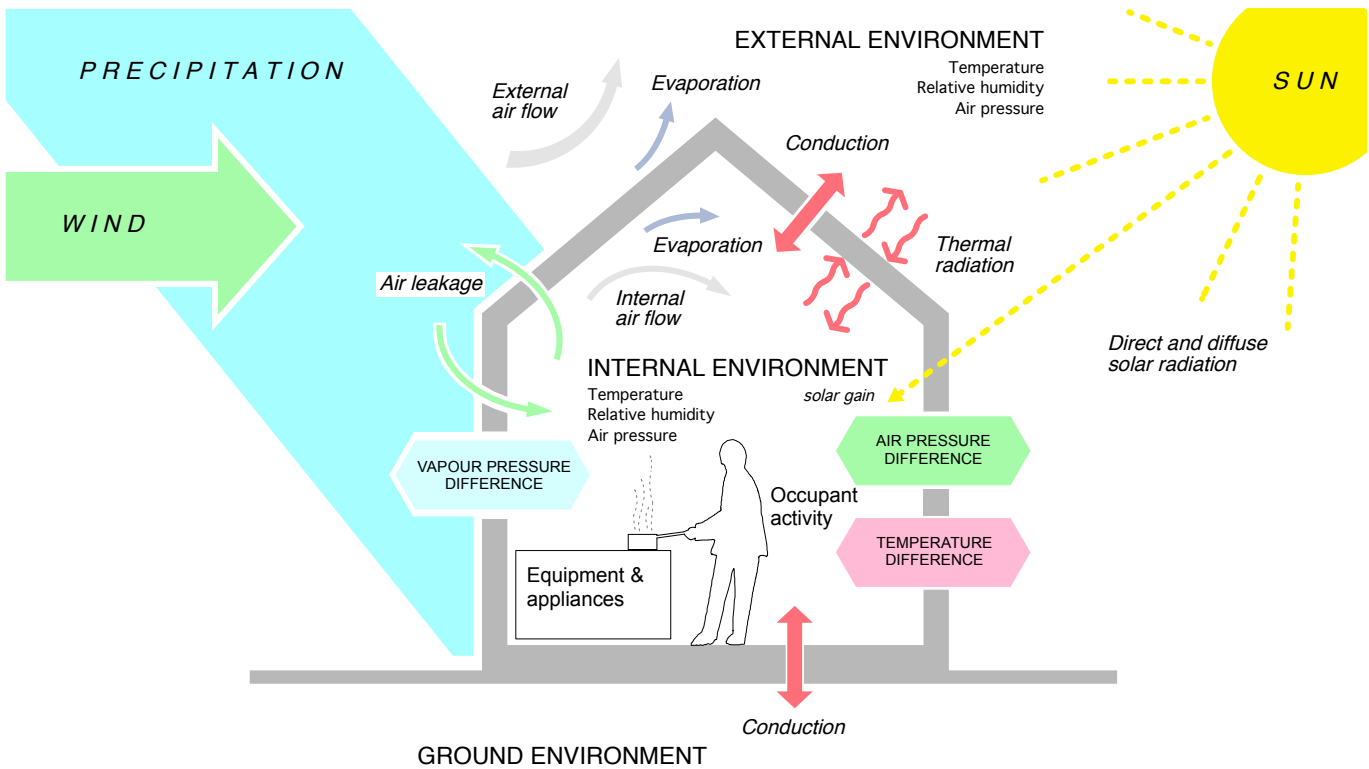 EXTERNAL ENVIRONMENT
Temperature
Relative humidity
Air pressure
PRECIPITATION
SUN
External
air flow
Evaporation
Conduction
WIND
Evaporation
Thermal
radiation
Air leakage
Internal
air flow
Direct and diffuse
solar radiation
INTERNAL ENVIRONMENT
Temperature
Relative humidity
Air pressure
solar gain
AIR PRESSURE
DIFFERENCE
VAPOUR PRESSURE
DIFFERENCE
Occupant
activity
TEMPERATURE
DIFFERENCE
Equipment &
appliances
Conduction
GROUND ENVIRONMENT